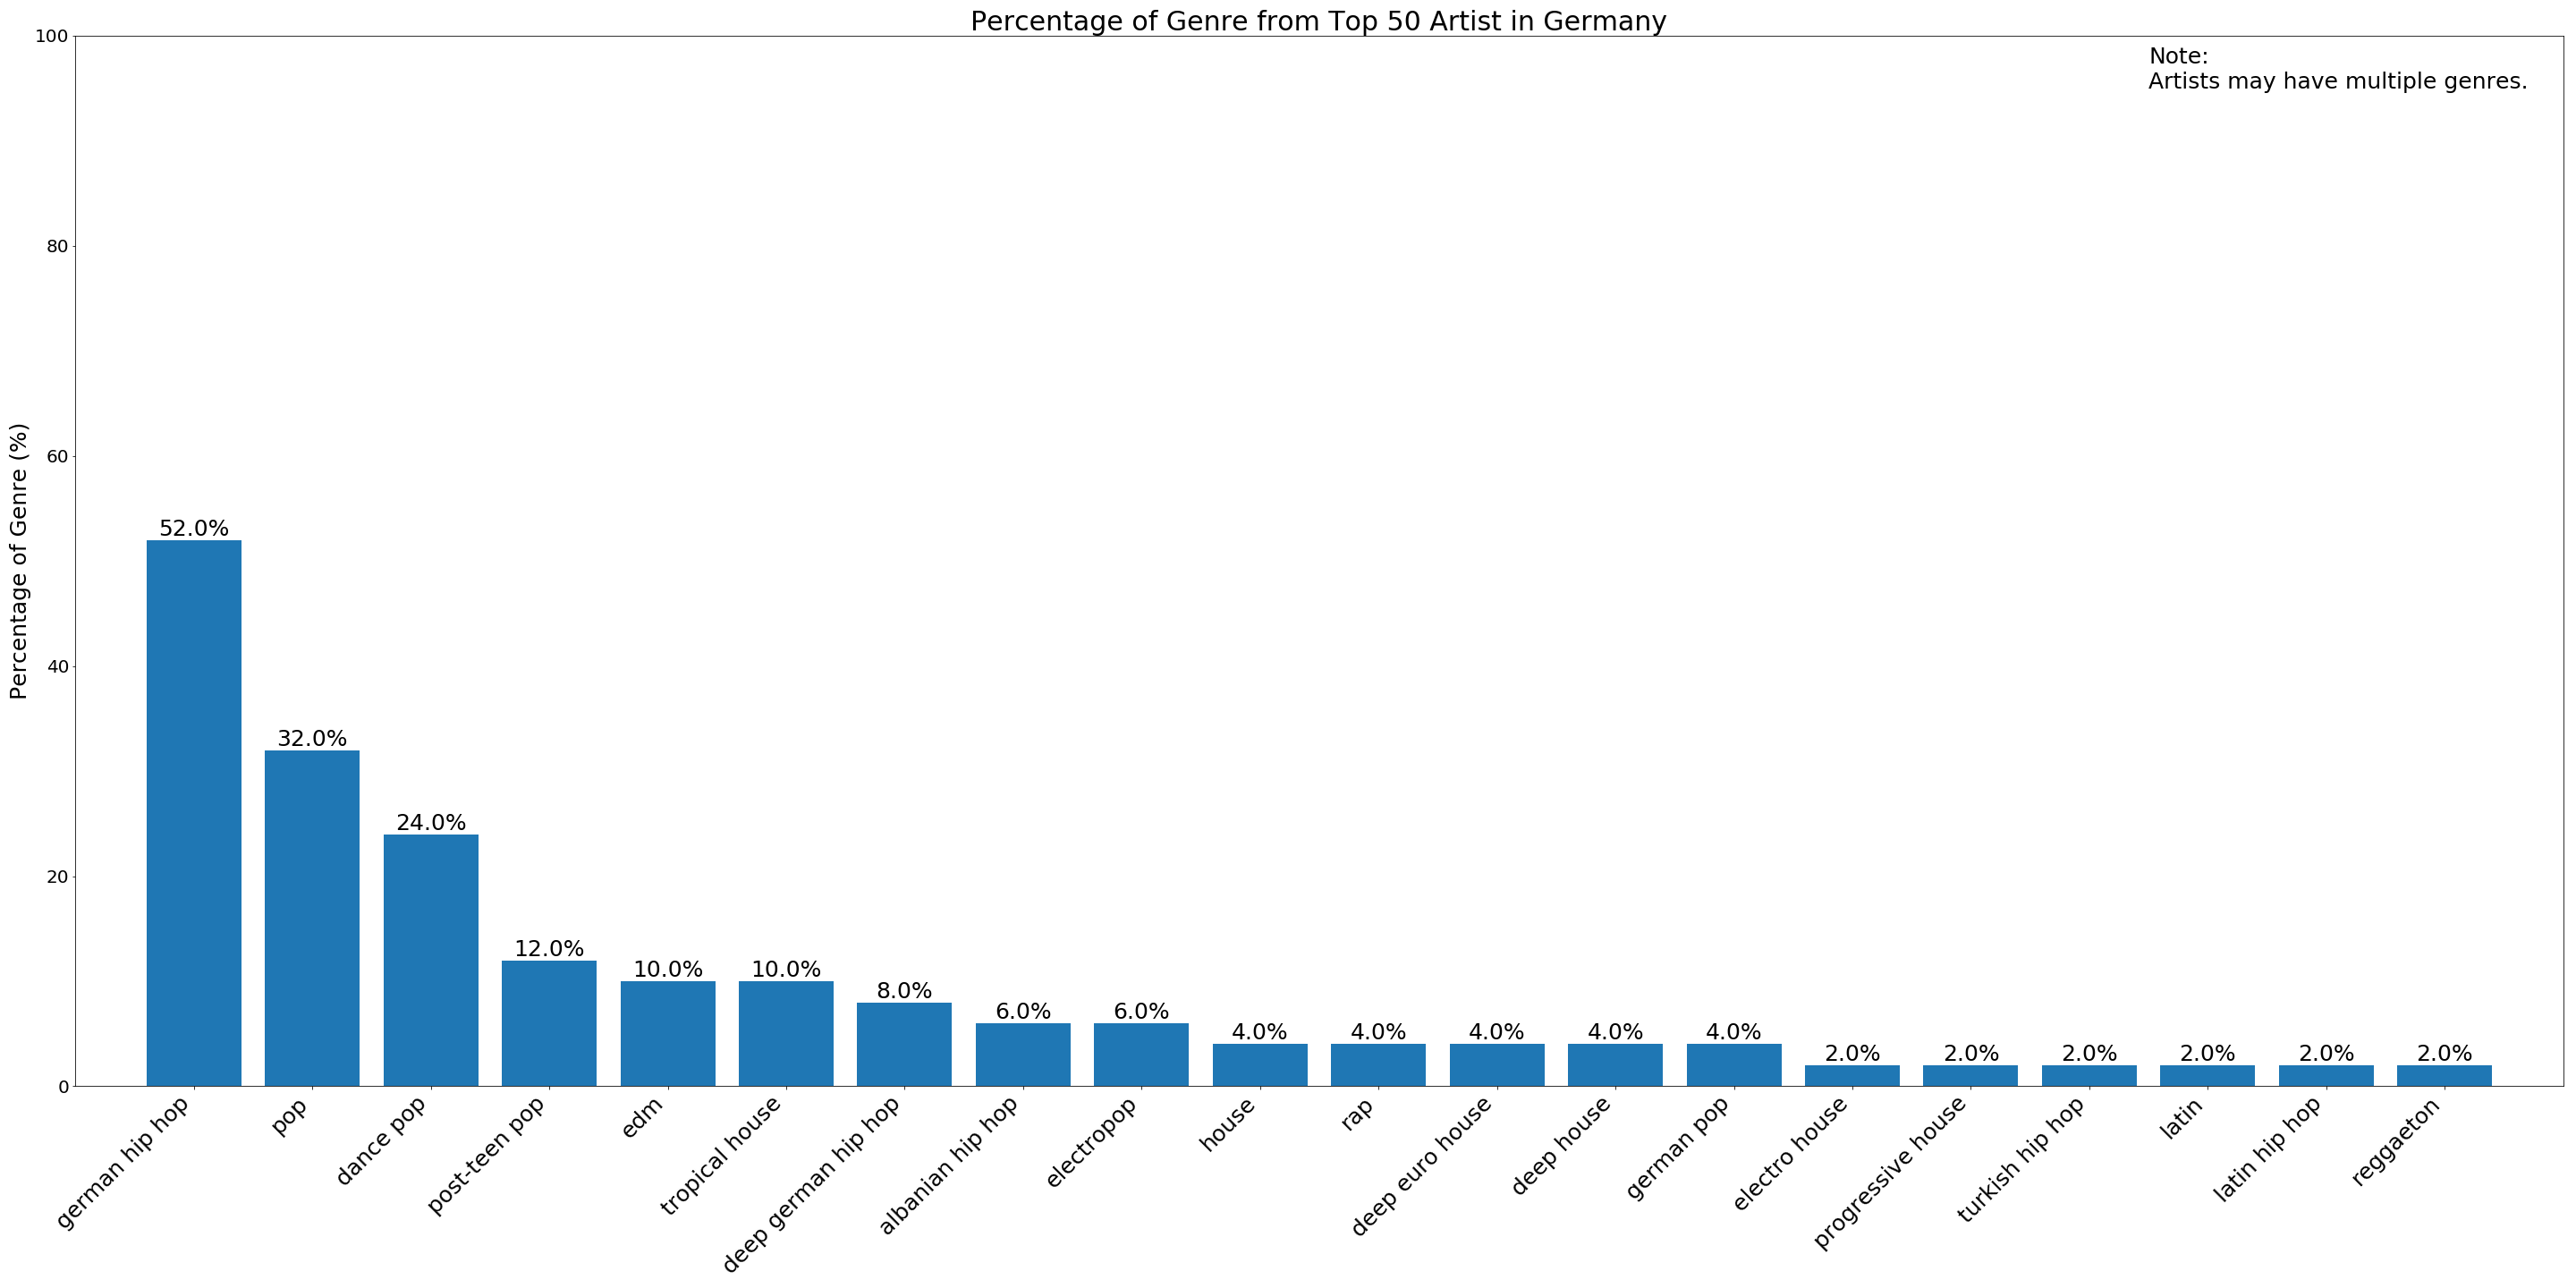 Percentage of Genre from Top 50 Artist in Germany
Note:
Artists may have multiple genres.
Percentage of Genre (%)
100
80
60
40
20
0
52.0%
32.0%
24.0%
12.0%
10.0%
10.0%
8.0%
6.0%
6.0%
4.0%
4.0%
4.0%
4.0%
4.0%
2.0%
2.0%
2.0%
2.0%
2.0%
2.0%
german hip hop
pop
dance pop
post-teen pop
edm
tropical house
deep german hip hop
albanian hip hop
electropop
house
rap
deep euro house
deep house
german pop
electro house
progressive house
turkish hip hop
latin
latin hip hop
reggaeton